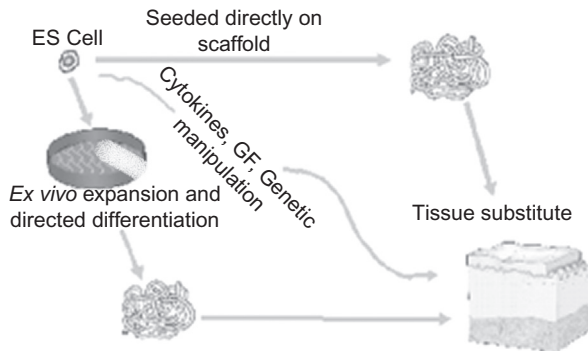 ES Cell
Seeded directly on
scaffold
Cytokines, GF, Genetic
manipulation
Ex vivo expansion and
directed differentiation
Tissue substitute